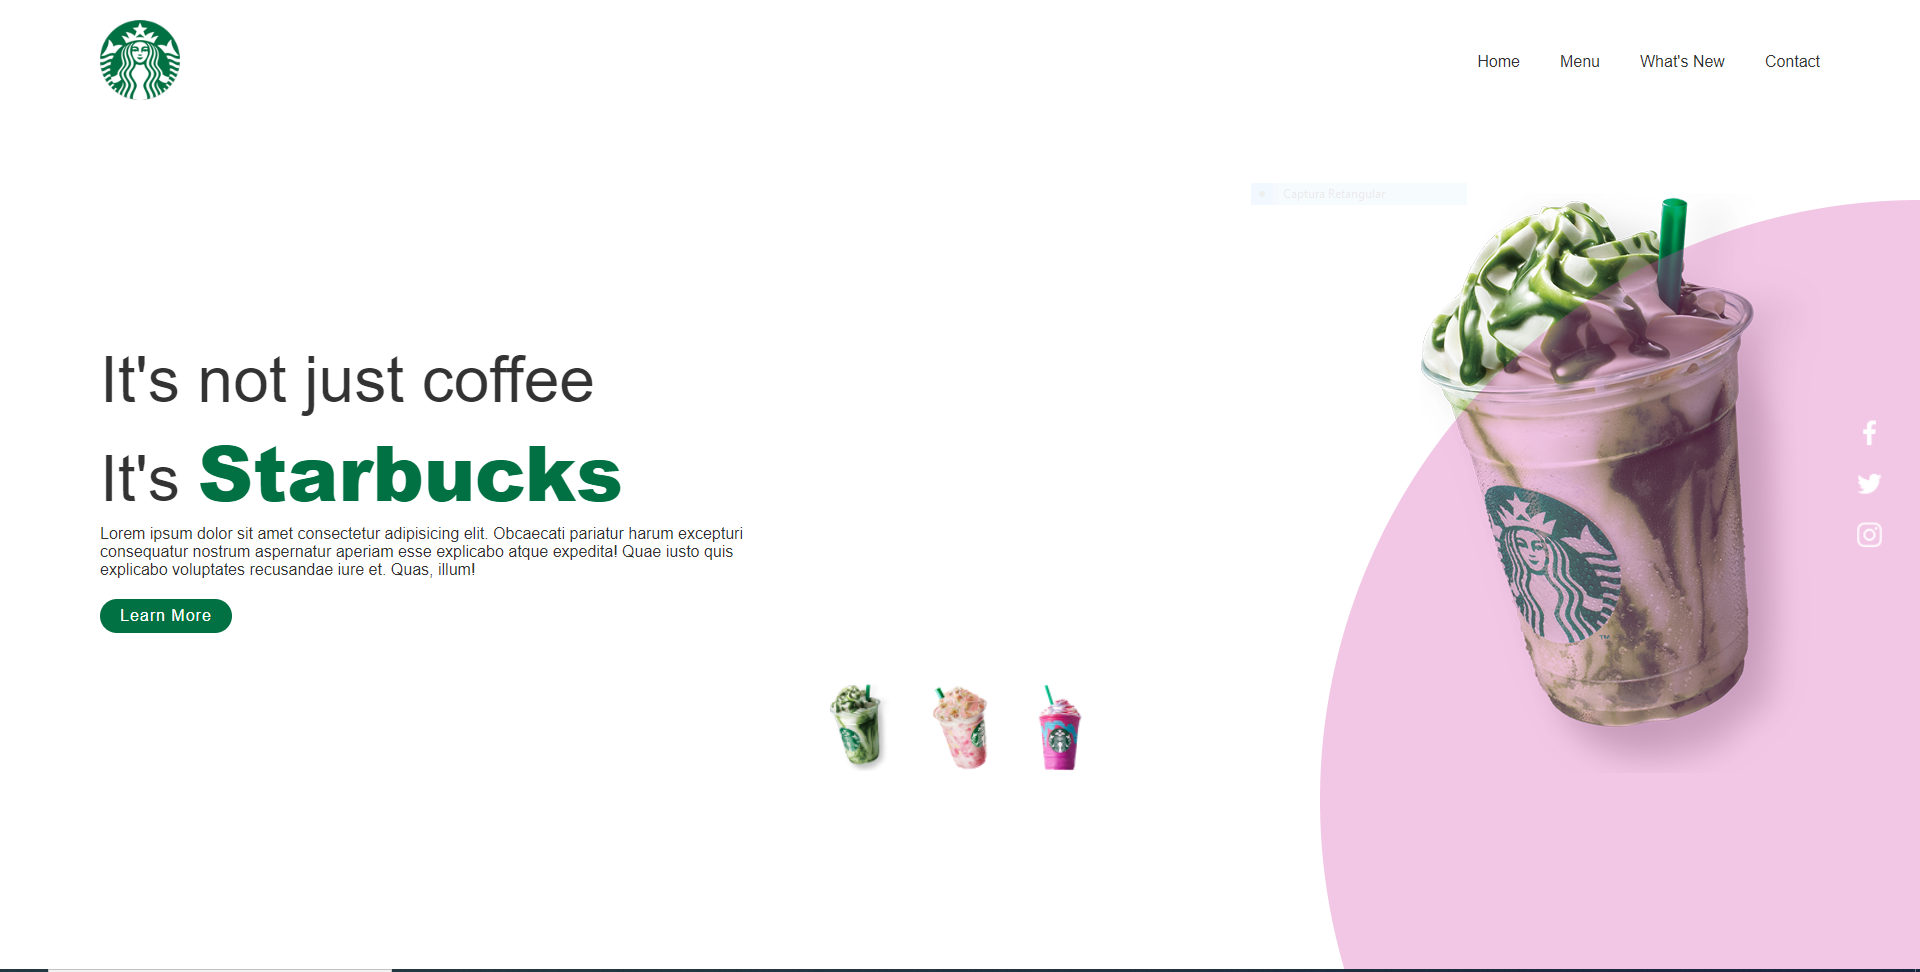 Home Menu What's New Contact
Captura Retangular
It's not just coffee
It's Starbucks
Lorem ipsum dolor sit amet consectetur adipisicing elit. Obcaecati pariatur harum excepturi
consequatur nostrum aspernatur aperiam esse explicabo atque expedita! Quae iusto quis
explicabo voluptates recusandae iure et. Quas, illum!
Learn More
TM